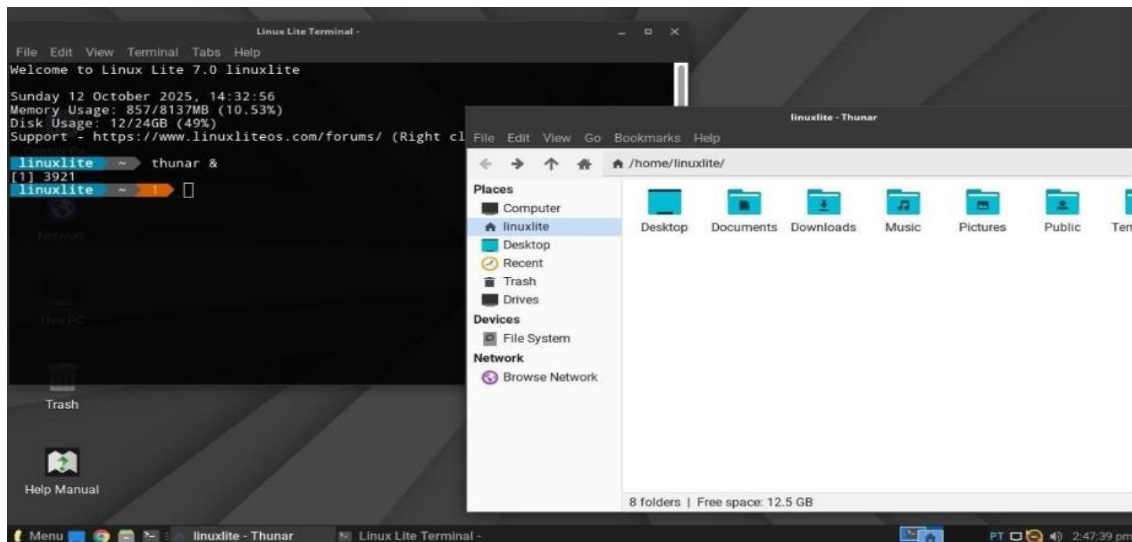 Linux Lite Terminal -
File Edit View Terminal Tabs Help
Welcome to Linux Lite 7.0 linuxlite
Sunday 12 October 2025, 14:32:56
Memory Usage: 857/8137MB (10.53%)
Disk Usage: 12/24GB (49%)
Support - https://www.linuxliteos.com/forums/ (Right cl
linuxlite ~ thunar &
[1] 3921
linuxlite ~ 1
Network
This PC
Trash
Help Manual
linuxlite - Thunar
File Edit View Go Bookmarks Help
/home/linuxlite/
Places
Computer
linuxlite
Desktop
Recent
Trash
Drives
Devices
File System
Network
Browse Network
Desktop Documents Downloads Music Pictures Public Tem
8 folders | Free space: 12.5 GB
Menu linuxlite - Thunar Linux Lite Terminal - PT 2:47:39 pm